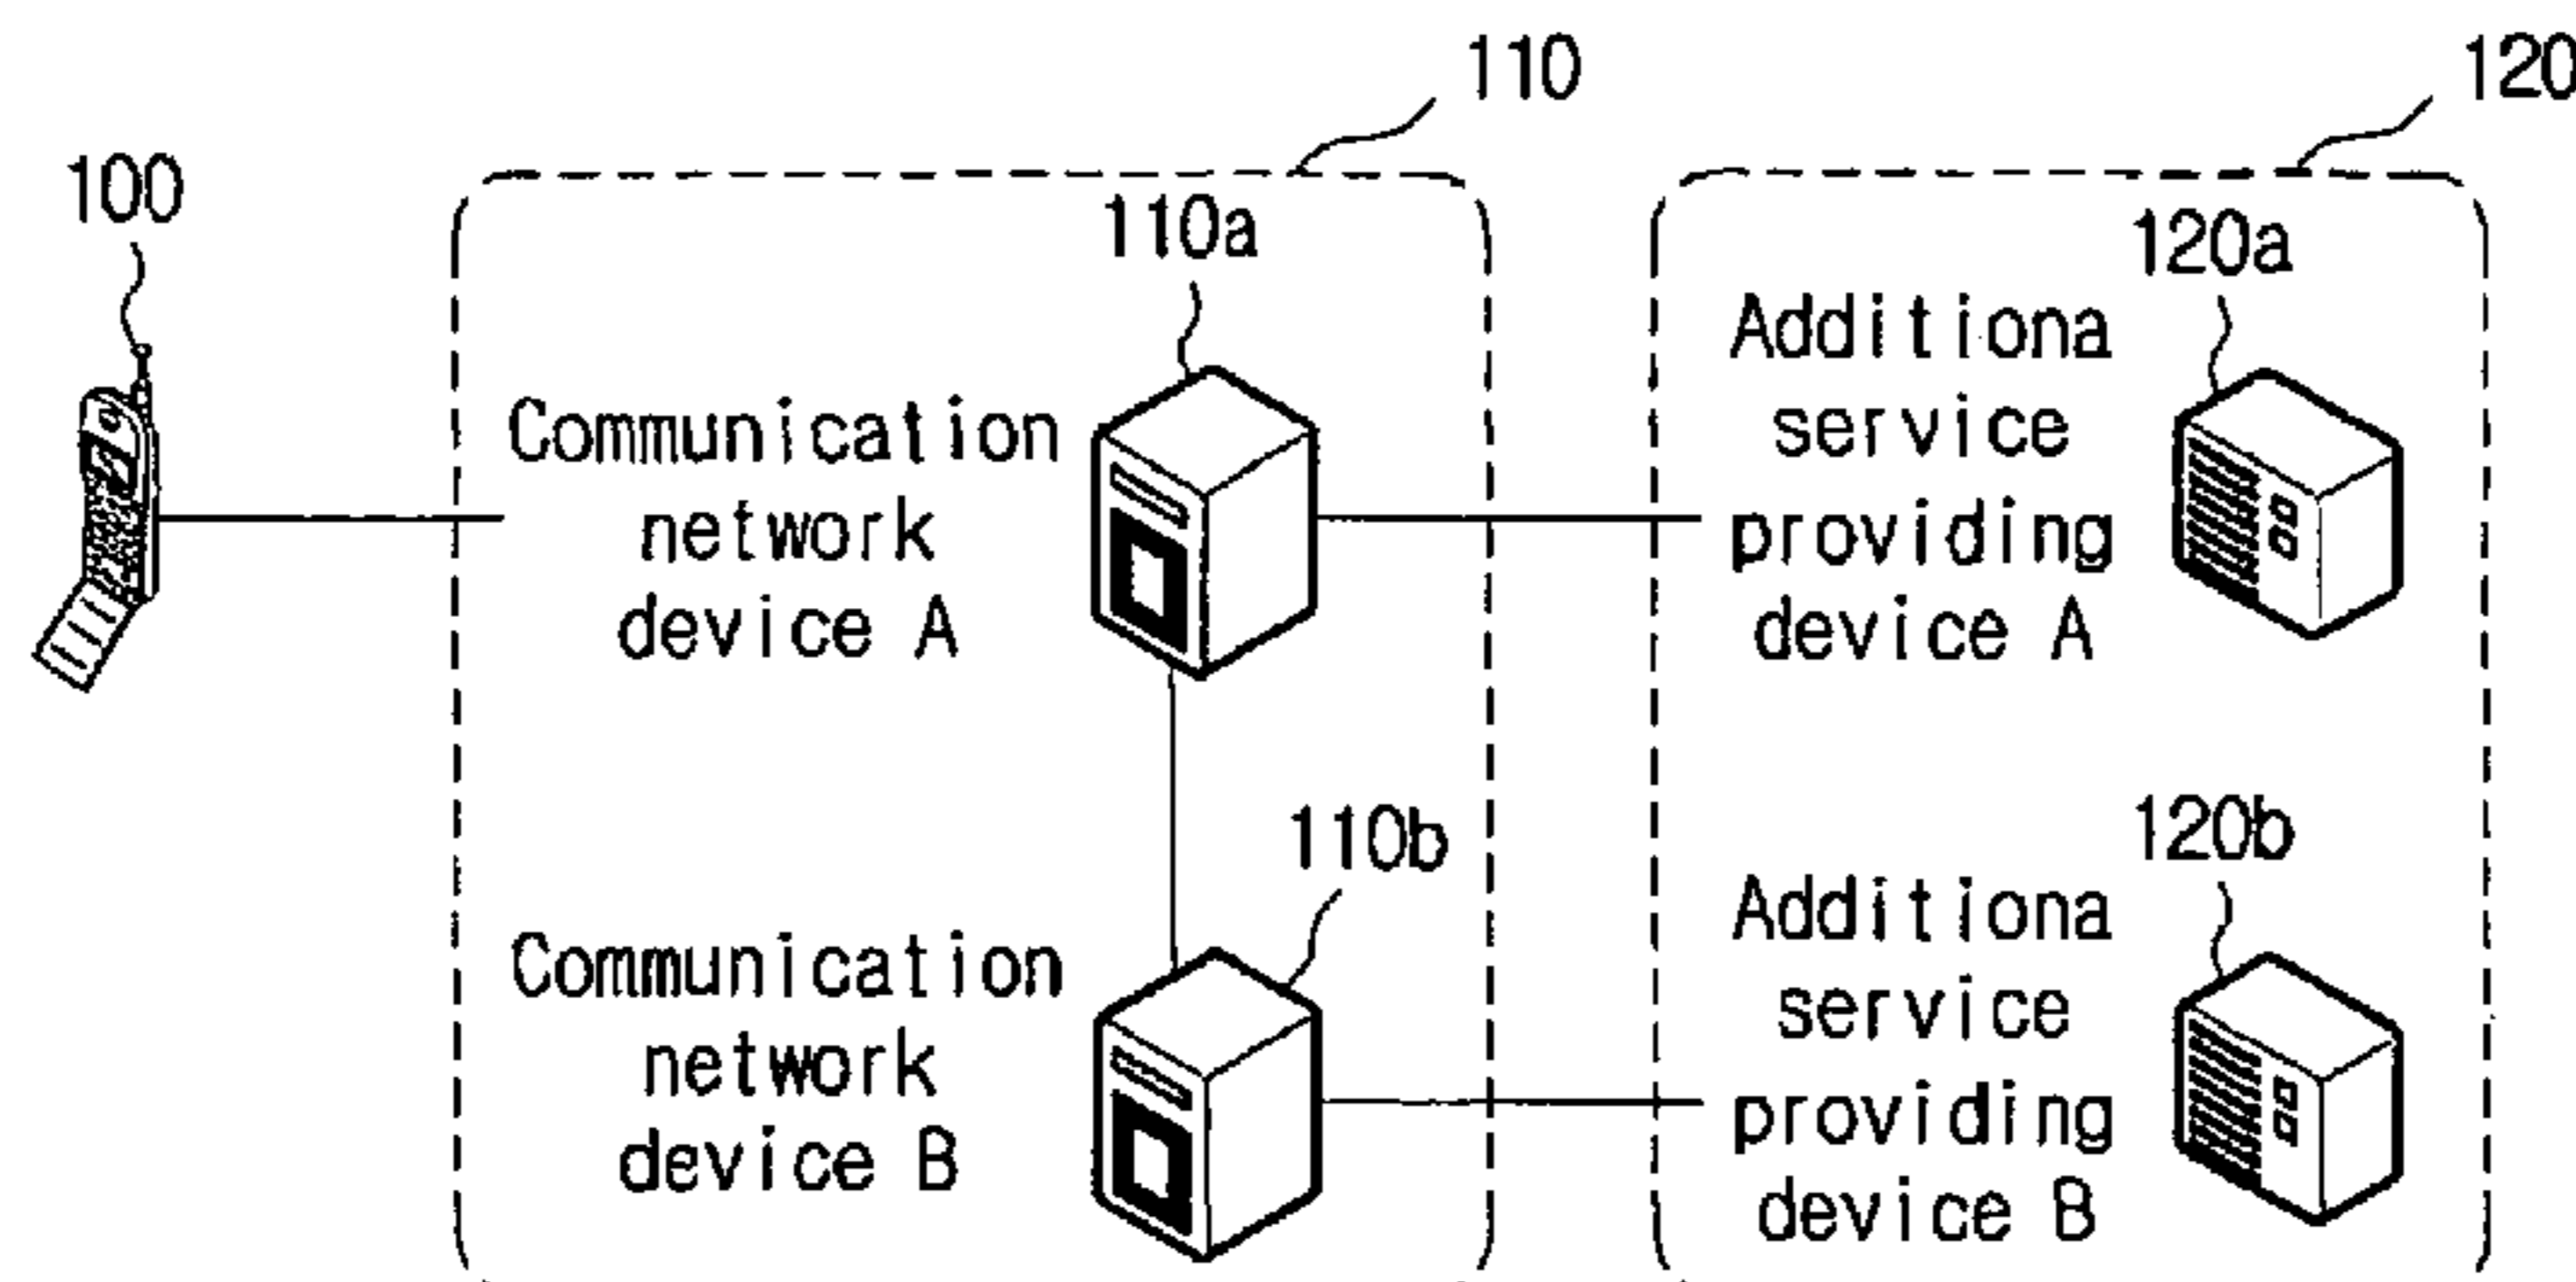 110
120
100
110a
120a
Communication
network
device A
Additiona
service
providing
device A
110b
120b
Communication
network
device B
Additiona
service
providing
device B